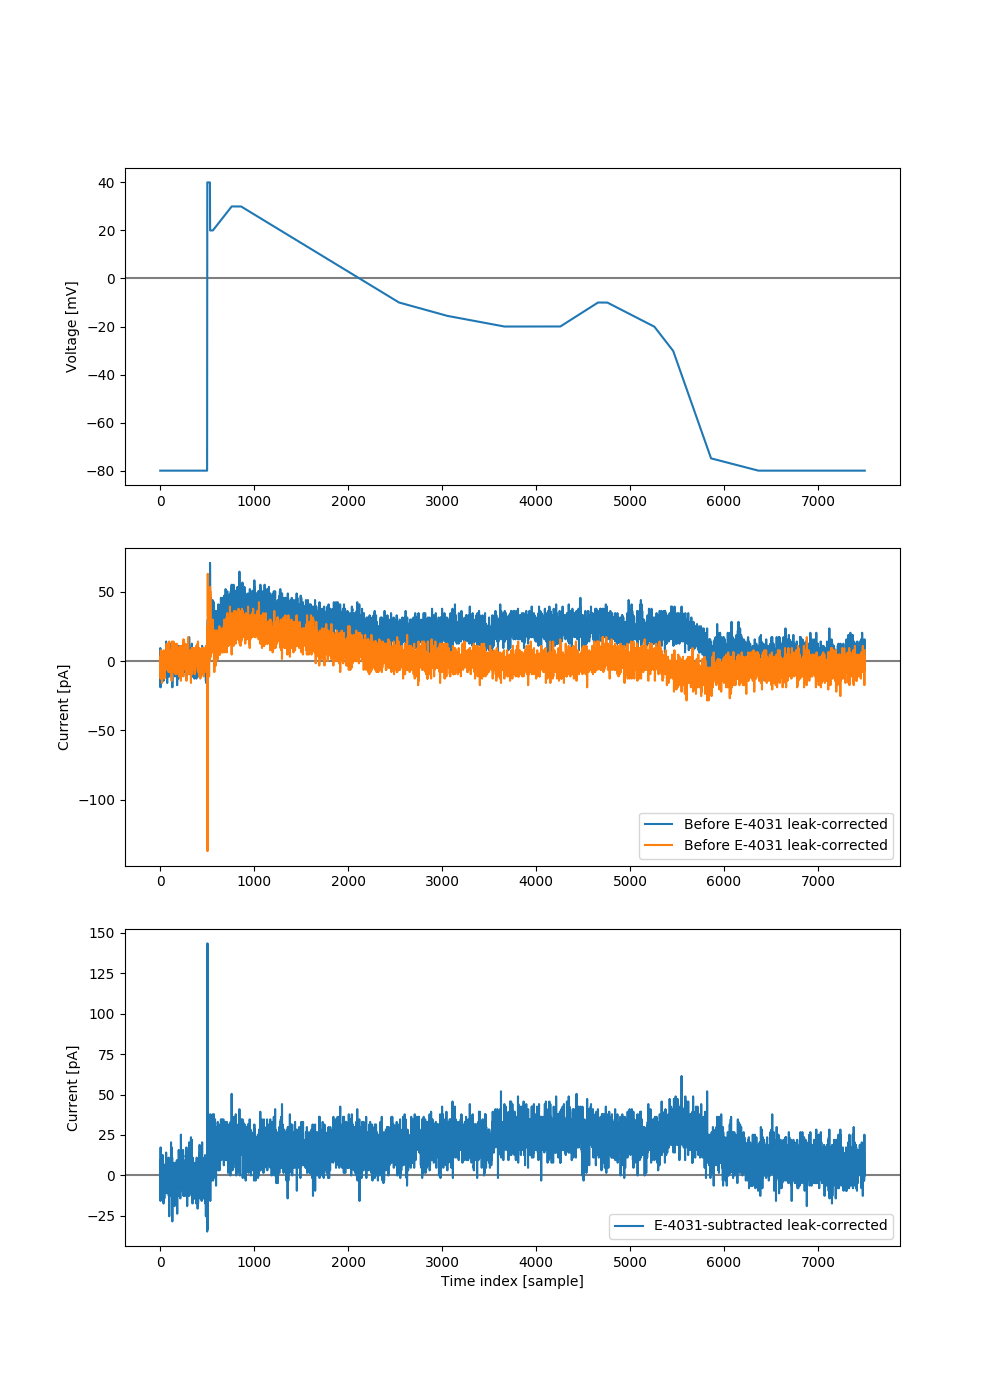 40
20
0
−20
−40
−60
−80
Voltage [mV]
0 1000 2000 3000 4000 5000 6000 7000
50
0
−50
−100
Current [pA]
Before E-4031 leak-corrected
Before E-4031 leak-corrected
0 1000 2000 3000 4000 5000 6000 7000
150
125
100
75
50
25
0
−25
Current [pA]
E-4031-subtracted leak-corrected
0 1000 2000 3000 4000 5000 6000 7000
Time index [sample]